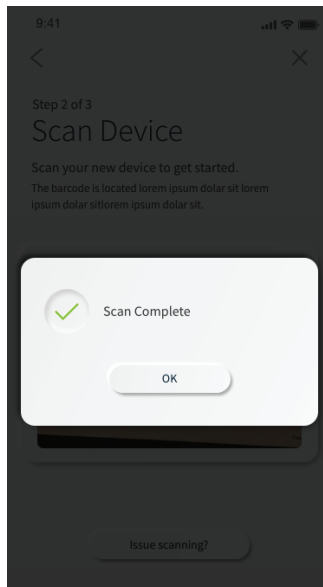 9:41
Step 2 of 3
Scan Device
Scan your new device to get started.
The barcode is located lorem ipsum dolar sit lorem
ipsum dolar sitlorem ipsum dolar sit.
Scan Complete
OK
Issue scanning?